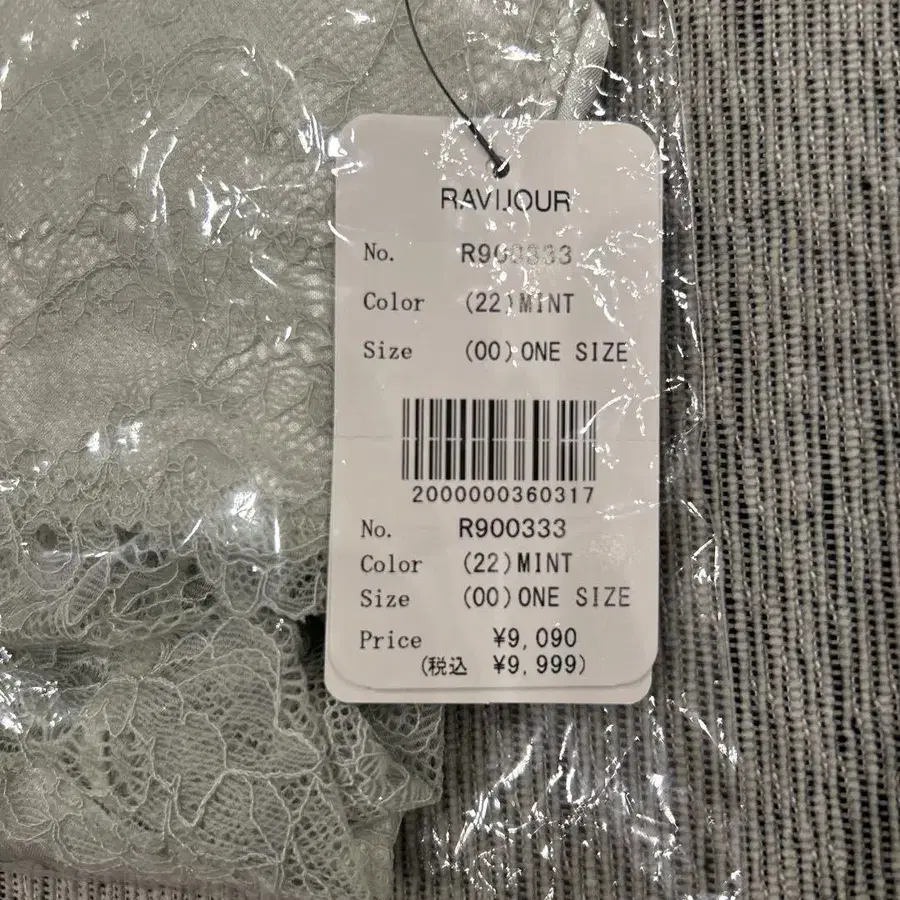 RAVIJOUR
No. R900333
Color (22)MINT
Size (00)ONE SIZE
2000000360317
No. R900333
Color (22)MINT
Size (00)ONE SIZE
Price ¥9,090
(税込 ¥9,999)